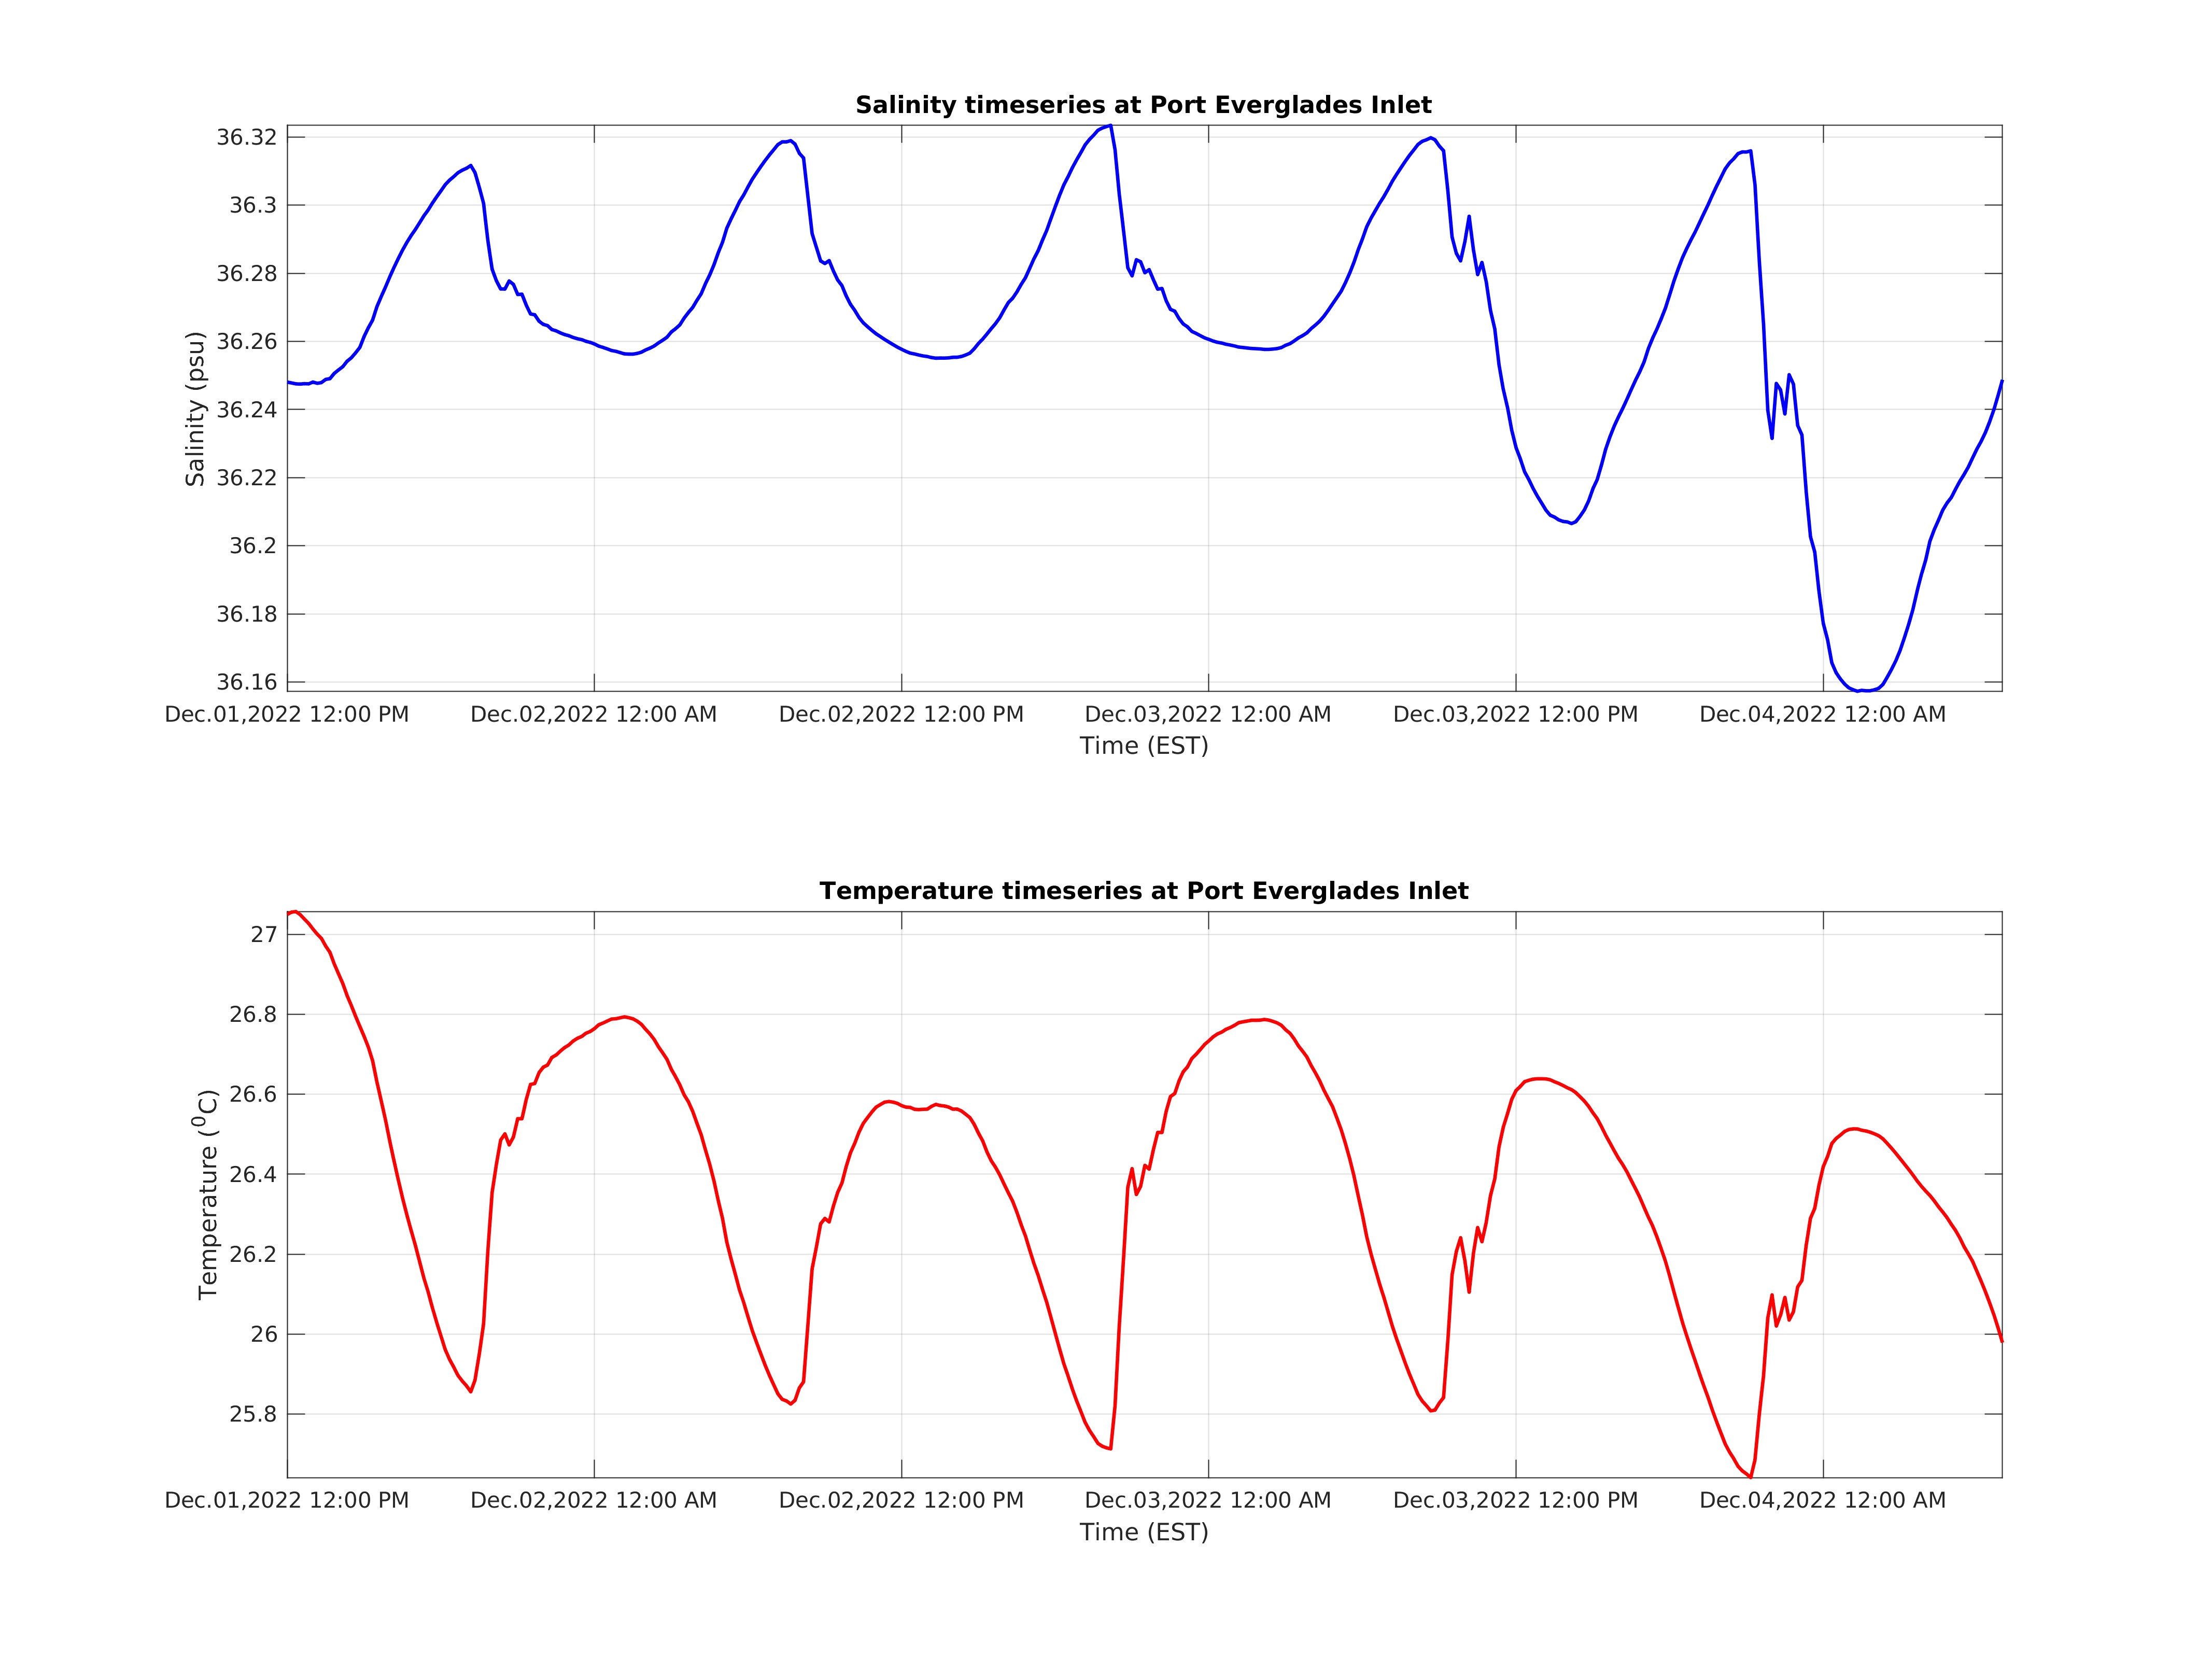 Salinity timeseries at Port Everglades Inlet
36.32
36.3
36.28
36.26
36.24
36.22
36.2
36.18
36.16
Salinity (psu)
Dec.01,2022 12:00 PM Dec.02,2022 12:00 AM Dec.02,2022 12:00 PM Dec.03,2022 12:00 AM Dec.03,2022 12:00 PM Dec.04,2022 12:00 AM
Time (EST)
Temperature timeseries at Port Everglades Inlet
27
26.8
26.6
26.4
26.2
26
25.8
Temperature (⁰C)
Dec.01,2022 12:00 PM Dec.02,2022 12:00 AM Dec.02,2022 12:00 PM Dec.03,2022 12:00 AM Dec.03,2022 12:00 PM Dec.04,2022 12:00 AM
Time (EST)